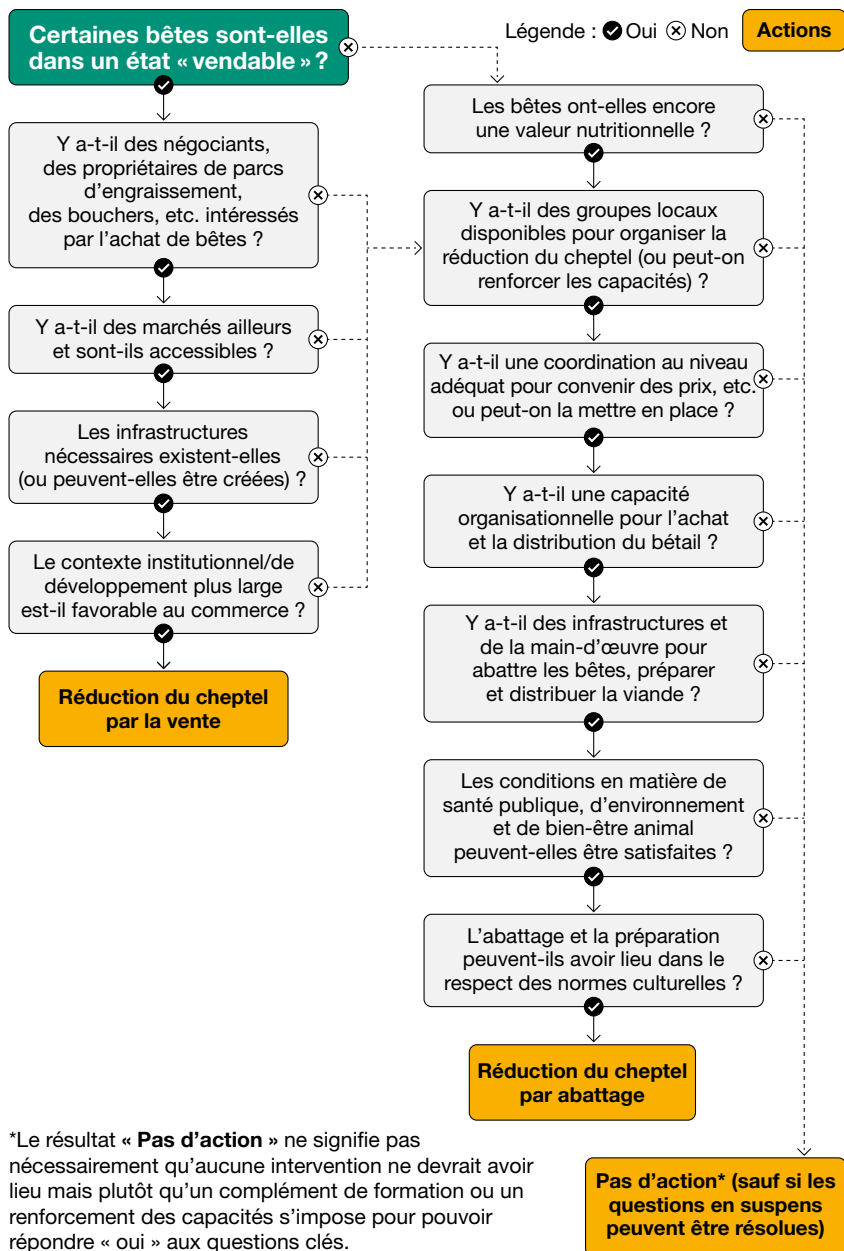 Certaines bêtes sont-elles
dans un état « vendable » ?
Légende : Oui Non Actions
Y a-t-il des négociants,
des propriétaires de parcs
d’engraissement,
des bouchers, etc. intéressés
par l’achat de bêtes ?
Y a-t-il des marchés ailleurs
et sont-ils accessibles ?
Les infrastructures
nécessaires existent-elles
(ou peuvent-elles être créées) ?
Le contexte institutionnel/de
développement plus large
est-il favorable au commerce ?
Réduction du cheptel
par la vente
Les bêtes ont-elles encore
une valeur nutritionnelle ?
Y a-t-il des groupes locaux
disponibles pour organiser la
réduction du cheptel (ou peut-on
renforcer les capacités) ?
Y a-t-il une coordination au niveau
adéquat pour convenir des prix, etc.
ou peut-on la mettre en place ?
Y a-t-il une capacité
organisationnelle pour l’achat
et la distribution du bétail ?
Y a-t-il des infrastructures et
de la main-d’œuvre pour
abattre les bêtes, préparer
et distribuer la viande ?
Les conditions en matière de
santé publique, d’environnement
et de bien-être animal
peuvent-elles être satisfaites ?
L’abattage et la préparation
peuvent-ils avoir lieu dans le
respect des normes culturelles ?
Réduction du cheptel
par abattage
*Le résultat « Pas d’action » ne signifie pas
nécessairement qu’aucune intervention ne devrait avoir
lieu mais plutôt qu’un complément de formation ou un
renforcement des capacités s’impose pour pouvoir
répondre « oui » aux questions clés.
Pas d’action* (sauf si les
questions en suspens
peuvent être résolues)